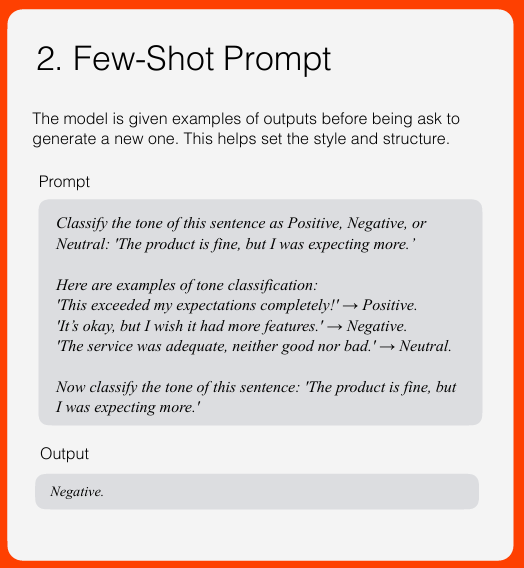 2. Few-Shot Prompt
The model is given examples of outputs before being ask to
generate a new one. This helps set the style and structure.
Prompt
Classify the tone of this sentence as Positive, Negative, or
Neutral: 'The product is fine, but I was expecting more.'
Here are examples of tone classification:
'This exceeded my expectations completely!' → Positive.
'It's okay, but I wish it had more features.' → Negative.
'The service was adequate, neither good nor bad.' → Neutral.
Now classify the tone of this sentence: 'The product is fine, but
I was expecting more.'
Output
Negative.